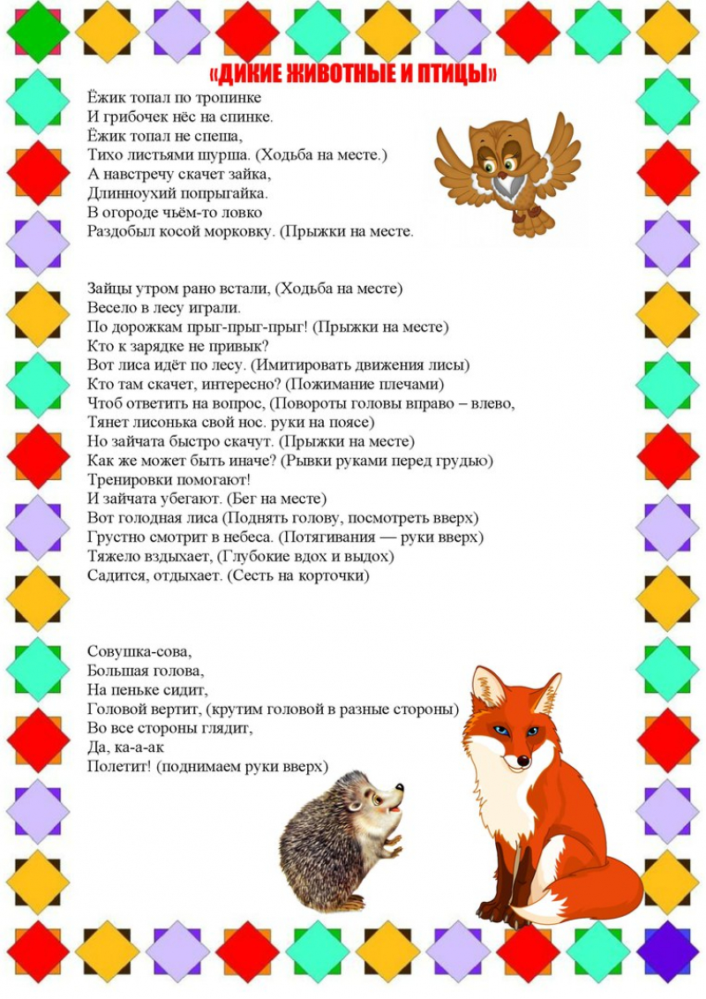 «ДИКИЕ ЖИВОТНЫЕ И ПТИЦЫ»
Ёжик топал по тропинке
И грибочек нёс на спинке.
Ёжик топал не спеша,
Тихо листьями шурша. (Ходьба на месте.)
А навстречу скачет зайка,
Длинноухий попрыгайка.
В огороде чьём-то ловко
Раздобыл косой морковку. (Прыжки на месте.
Зайцы утром рано встали, (Ходьба на месте)
Весело в лесу играли.
По дорожкам прыг-прыг-прыг! (Прыжки на месте)
Кто к зарядке не привык?
Вот лиса идёт по лесу. (Имитировать движения лисы)
Кто там скачет, интересно? (Пожимание плечами)
Чтоб ответить на вопрос, (Повороты головы вправо – влево,
Тянет лисонька свой нос. руки на поясе)
Но зайчата быстро скачут. (Прыжки на месте)
Как же может быть иначе? (Рывки руками перед грудью)
Тренировки помогают!
И зайчата убегают. (Бег на месте)
Вот голодная лиса (Поднять голову, посмотреть вверх)
Грустно смотрит в небеса. (Потягивания — руки вверх)
Тяжело вздыхает, (Глубокие вдох и выдох)
Садится, отдыхает. (Сесть на корточки)
Совушка-сова,
Большая голова,
На пеньке сидит,
Головой вертит, (крутим головой в разные стороны)
Во все стороны глядит,
Да, ка-а-ак
Полетит! (поднимаем руки вверх)